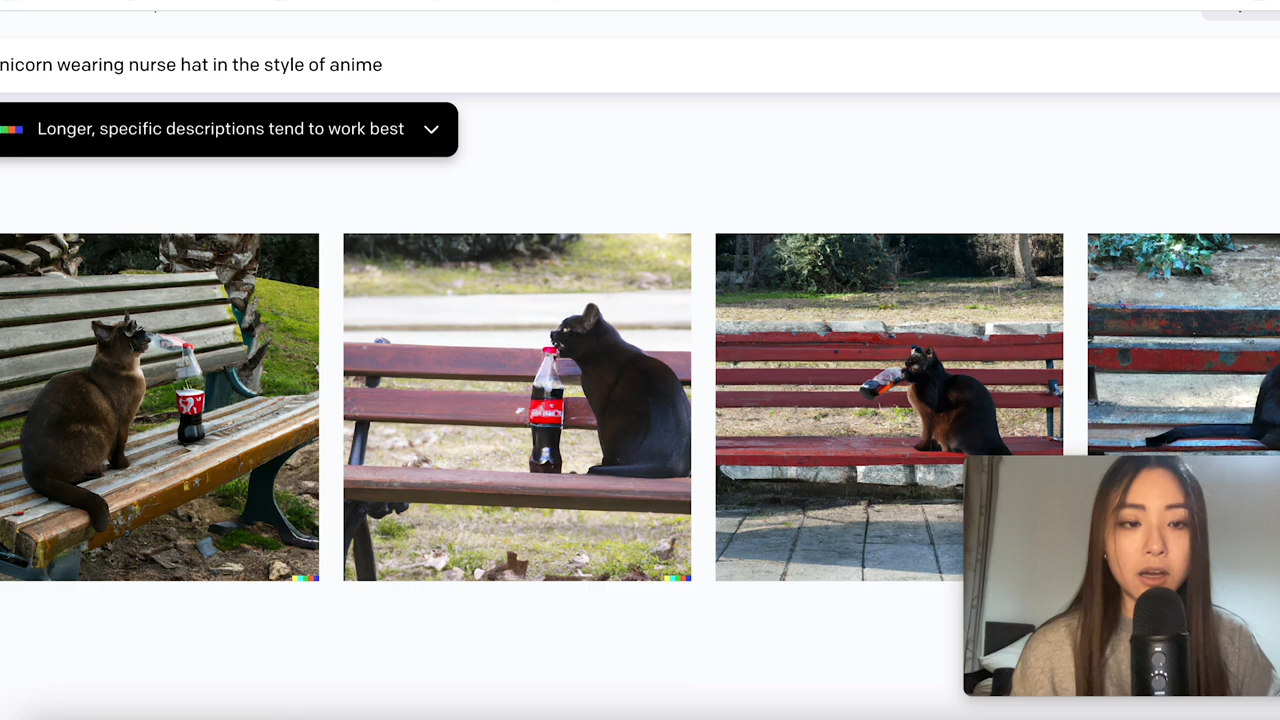 nicorn wearing nurse hat in the style of anime
Longer, specific descriptions tend to work best